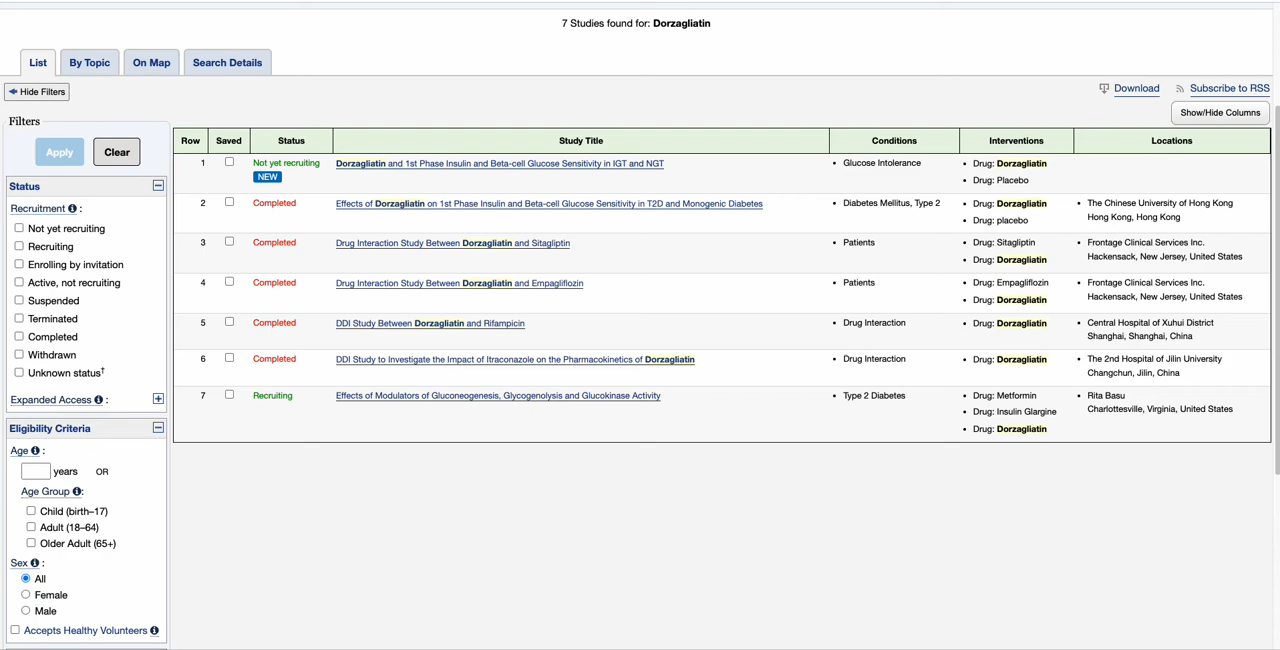 7 Studies found for: Dorzagliatin
List By Topic On Map Search Details
Hide Filters
Download Subscribe to RSS
Show/Hide Columns
Filters
Apply Clear
Status
Recruitment :
Not yet recruiting
Recruiting
Enrolling by invitation
Active, not recruiting
Suspended
Terminated
Completed
Withdrawn
Unknown status†
Expanded Access :
Eligibility Criteria
Age :
years OR
Age Group :
Child (birth–17)
Adult (18–64)
Older Adult (65+)
Sex :
All
Female
Male
Accepts Healthy Volunteers
Row Saved Status Study Title Conditions Interventions Locations
1 Not yet recruiting Dorzagliatin and 1st Phase Insulin and Beta-cell Glucose Sensitivity in IGT and NGT • Glucose Intolerance • Drug: Dorzagliatin
NEW • Drug: Placebo
2 Completed Effects of Dorzagliatin on 1st Phase Insulin and Beta-cell Glucose Sensitivity in T2D and Monogenic Diabetes • Diabetes Mellitus, Type 2 • Drug: Dorzagliatin • The Chinese University of Hong Kong
• Drug: placebo Hong Kong, Hong Kong
3 Completed Drug Interaction Study Between Dorzagliatin and Sitagliptin • Patients • Drug: Sitagliptin • Frontage Clinical Services Inc.
• Drug: Dorzagliatin Hackensack, New Jersey, United States
4 Completed Drug Interaction Study Between Dorzagliatin and Empagliflozin • Patients • Drug: Empagliflozin • Frontage Clinical Services Inc.
• Drug: Dorzagliatin Hackensack, New Jersey, United States
5 Completed DDI Study Between Dorzagliatin and Rifampicin • Drug Interaction • Drug: Dorzagliatin • Central Hospital of Xuhui District
Shanghai, Shanghai, China
6 Completed DDI Study to Investigate the Impact of Itraconazole on the Pharmacokinetics of Dorzagliatin • Drug Interaction • Drug: Dorzagliatin • The 2nd Hospital of Jilin University
Changchun, Jilin, China
7 Recruiting Effects of Modulators of Gluconeogenesis, Glycogenolysis and Glucokinase Activity • Type 2 Diabetes • Drug: Metformin • Rita Basu
• Drug: Insulin Glargine Charlottesville, Virginia, United States
• Drug: Dorzagliatin